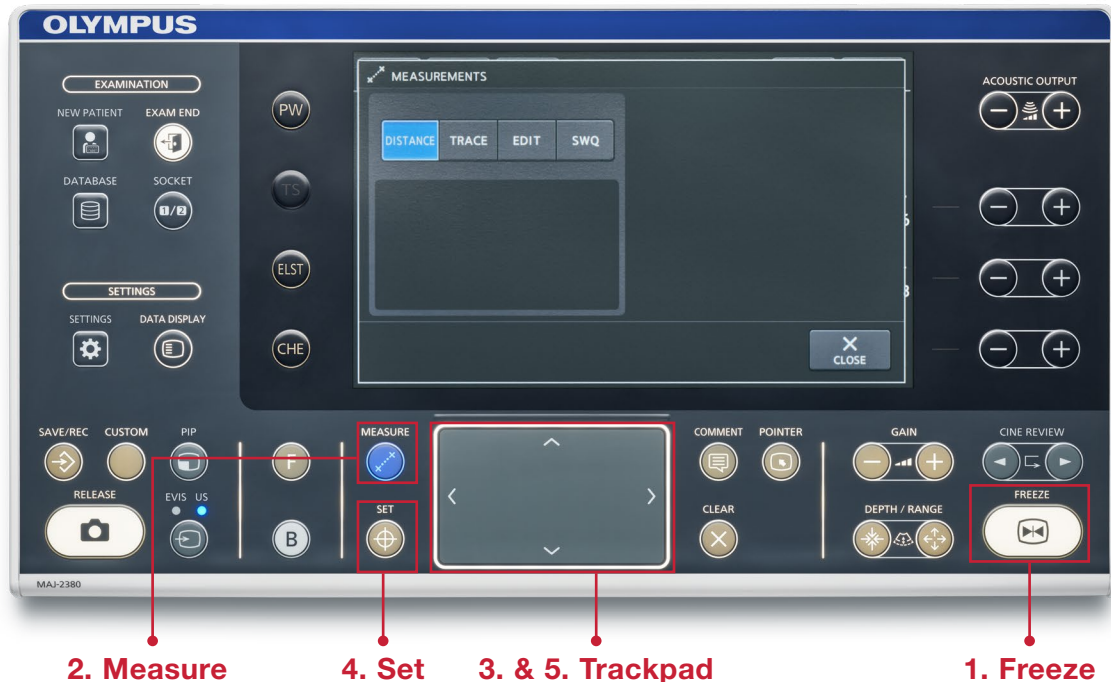 OLYMPUS
EXAMINATION
NEW PATIENT EXAM END
DATABASE SOCKET
1/2
SETTINGS
SETTINGS DATA DISPLAY
PW
TS
ELST
CHE
MEASUREMENTS
DISTANCE TRACE EDIT SWQ
CLOSE
ACOUSTIC OUTPUT
SAVE/REC CUSTOM PIP
RELEASE EVIS US
F
B
MEASURE
SET
COMMENT POINTER
CLEAR
GAIN
DEPTH / RANGE
CINE REVIEW
FREEZE
MAJ-2380
2. Measure 4. Set 3. & 5. Trackpad 1. Freeze